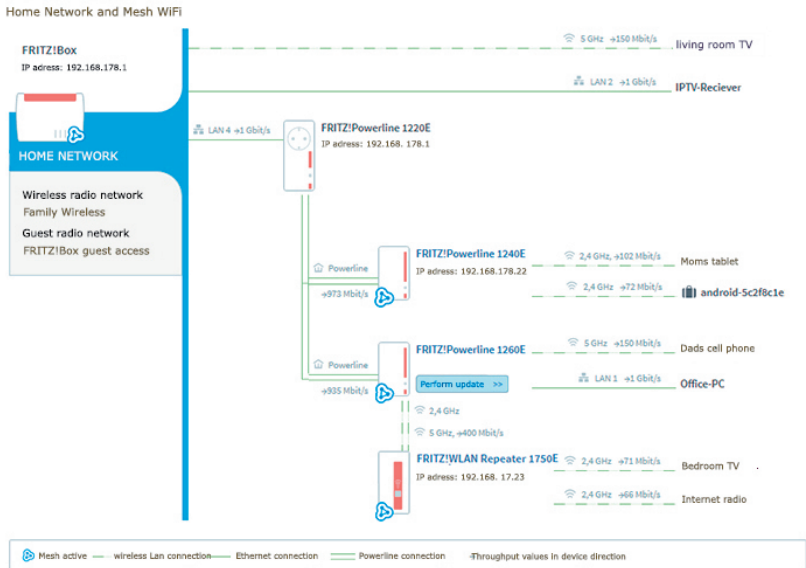 Home Network and Mesh WiFi
FRITZ!Box
IP adress: 192.168.178.1
HOME NETWORK
Wireless radio network
Family Wireless
Guest radio network
FRITZ!Box guest access
5 GHz →150 Mbit/s
living room TV
LAN 2 →1 Gbit/s
IPTV-Reciever
LAN 4 →1 Gbit/s
FRITZ!Powerline 1220E
IP adress: 192.168. 178.1
Powerline
→973 Mbit/s
FRITZ!Powerline 1240E
IP adress: 192.168.178.22
2,4 GHz, →102 Mbit/s
Moms tablet
2,4 GHz →72 Mbit/s
android-5c2f8c1e
Powerline
→935 Mbit/s
FRITZ!Powerline 1260E
Perform update >>
5 GHz →150 Mbit/s
Dads cell phone
LAN 1 →1 Gbit/s
Office-PC
2,4 GHz
5 GHz, →400 Mbit/s
FRITZ!WLAN Repeater 1750E
IP adress: 192.168. 17.23
2,4 GHz →71 Mbit/s
Bedroom TV .
2,4 GHz →66 Mbit/s
Internet radio
Mesh active
wireless Lan connection
Ethernet connection
Powerline connection
→Throughput values in device direction